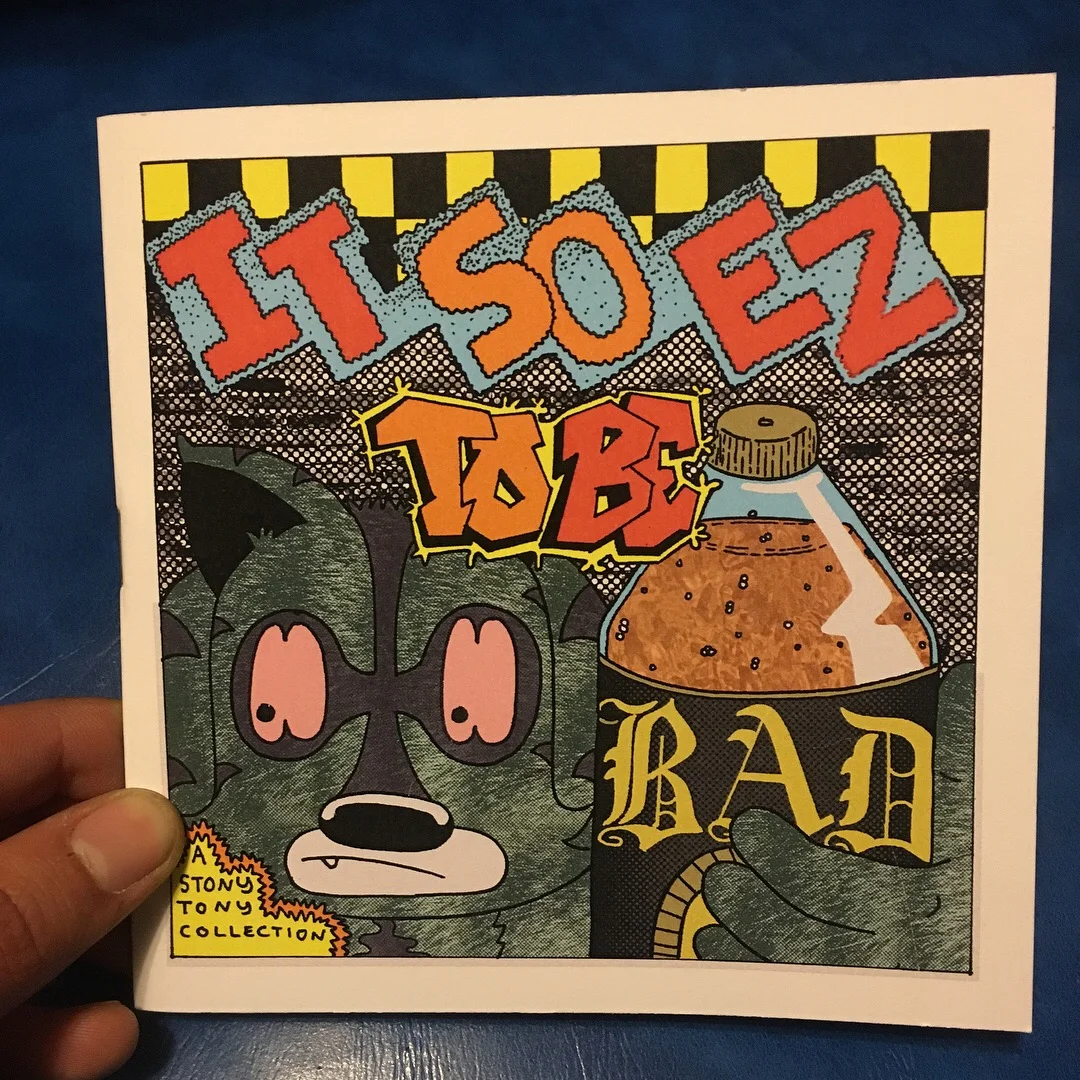 IT SO EZ
TO BE
BAD
A
STONY
TONY
COLLECTION